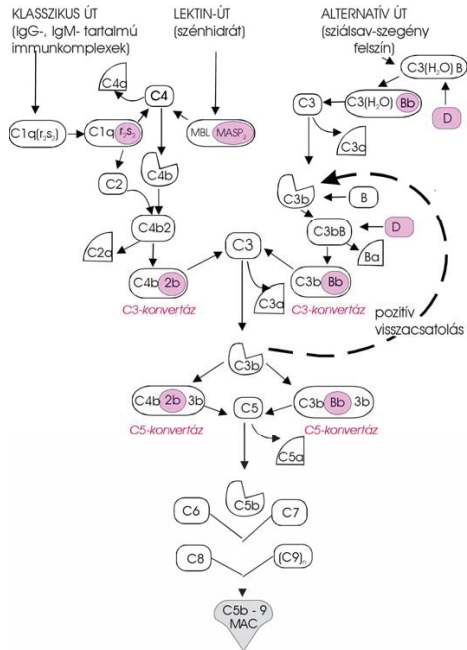 KLASSZIKUS ÚT
(IgG-, IgM- tartalmú
immunkomplexek)
LEKTIN-ÚT
(szénhidrát)
ALTERNATÍV ÚT
(sziálsav-szegény
felszín)
C4a
C4
C3(H₂O) B
C3
C3(H₂O) Bb
D
C1q(r₂s₂)
C1q r₂s₂
MBL MASP₂
C3a
C2
C4b
C3b
B
C4b2
C3bB
D
C2a
C3
Ba
C4b 2b
C3b Bb
C3-konvertáz
C3a
C3-konvertáz
pozitív
visszacsatolás
C3b
C4b 2b 3b
C5
C3b Bb 3b
C5-konvertáz
C5-konvertáz
C5a
C5b
C6
C7
C8
(C9)ₙ
C5b - 9
MAC